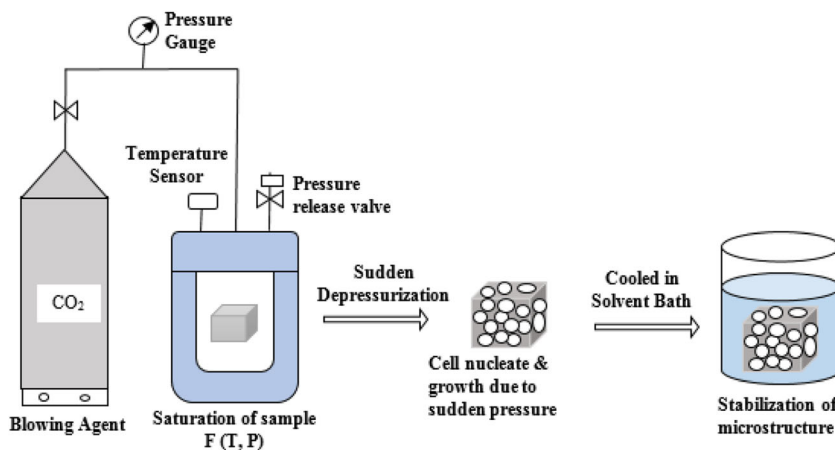 Pressure
Gauge
Temperature
Sensor
Pressure
release valve
CO₂
Blowing Agent
Saturation of sample
F (T, P)
Sudden
Depressurization
Cell nucleate &
growth due to
sudden pressure
Cooled in
Solvent Bath
Stabilization of
microstructure